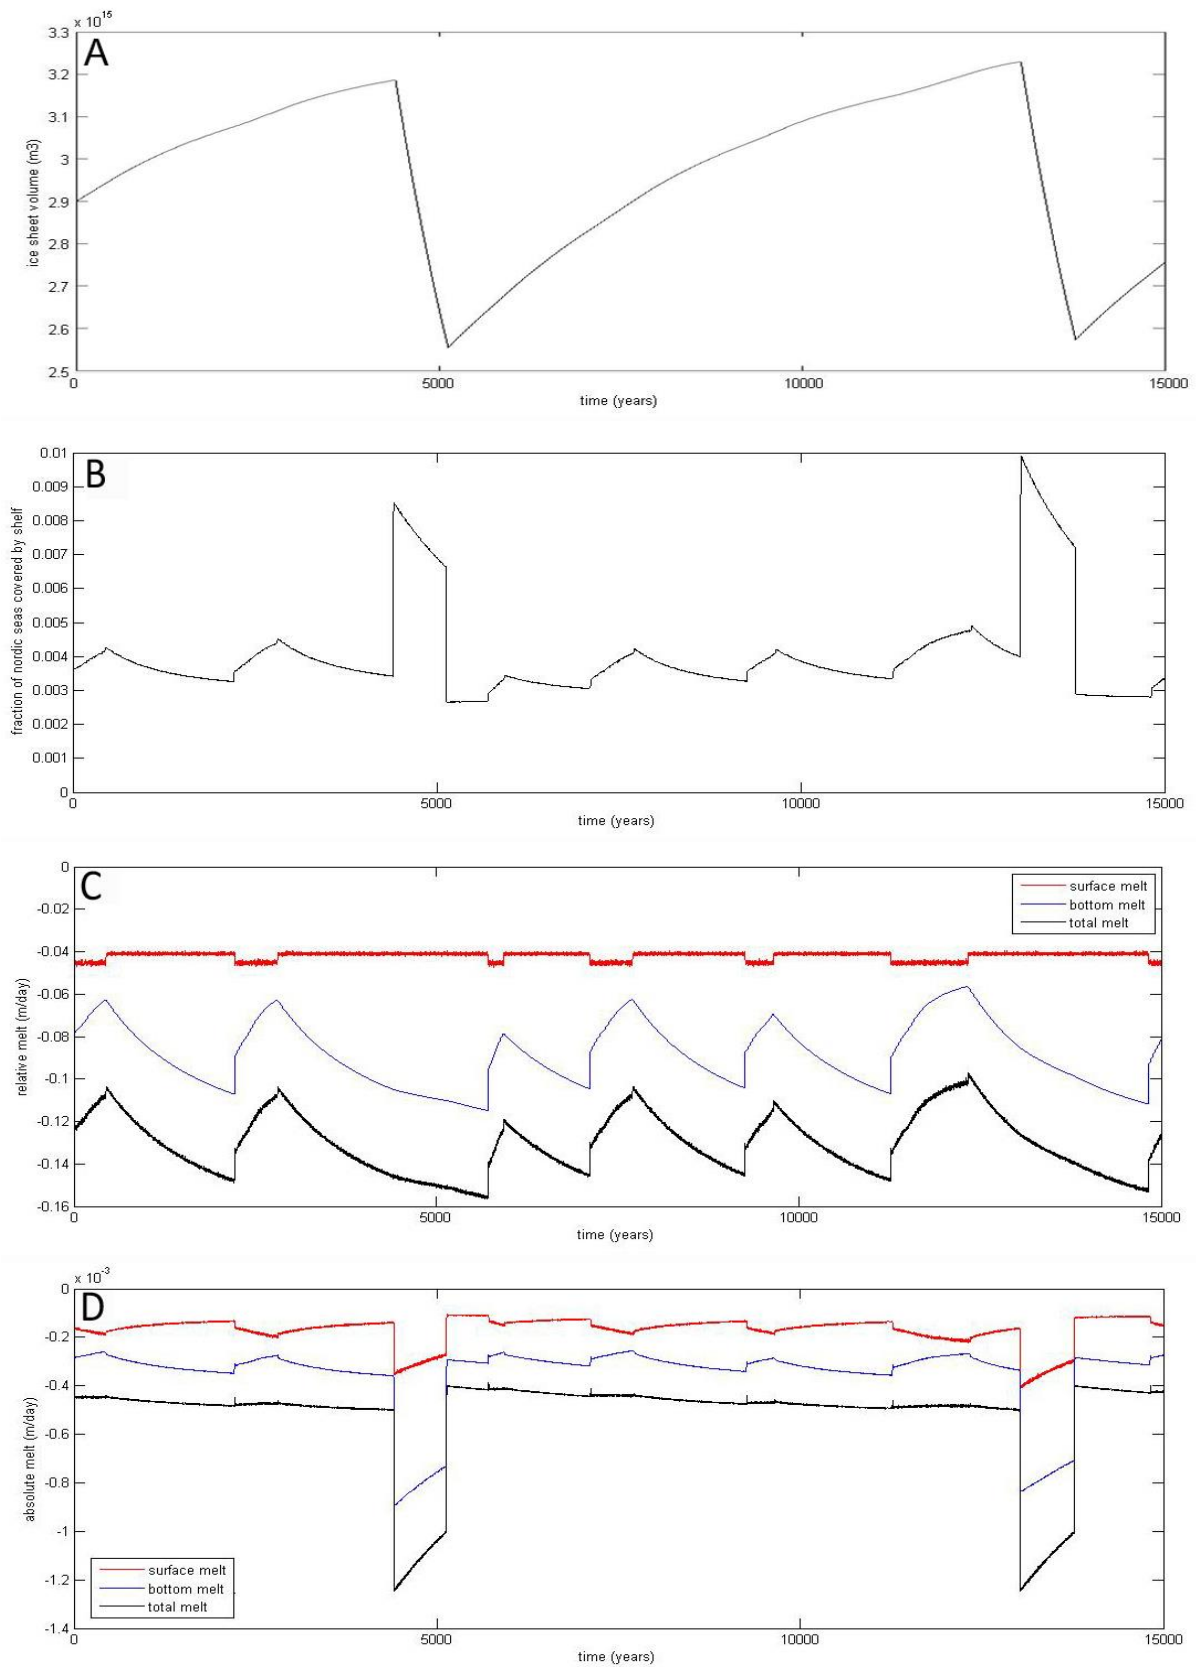 x 10^15
A
3.3
3.2
3.1
3
2.9
2.8
2.7
2.6
2.5
ice sheet volume (m3)
0 5000 10000 15000
time (years)
B
0.01
0.009
0.008
0.007
0.006
0.005
0.004
0.003
0.002
0.001
0
fraction of nordic seas covered by shelf
0 5000 10000 15000
time (years)
C
0
-0.02
-0.04
-0.06
-0.08
-0.1
-0.12
-0.14
-0.16
relative melt (m/day)
surface melt
bottom melt
total melt
0 5000 10000 15000
time (years)
x 10^-3
D
0
-0.2
-0.4
-0.6
-0.8
-1
-1.2
-1.4
absolute melt (m/day)
surface melt
bottom melt
total melt
0 5000 10000 15000
time (years)